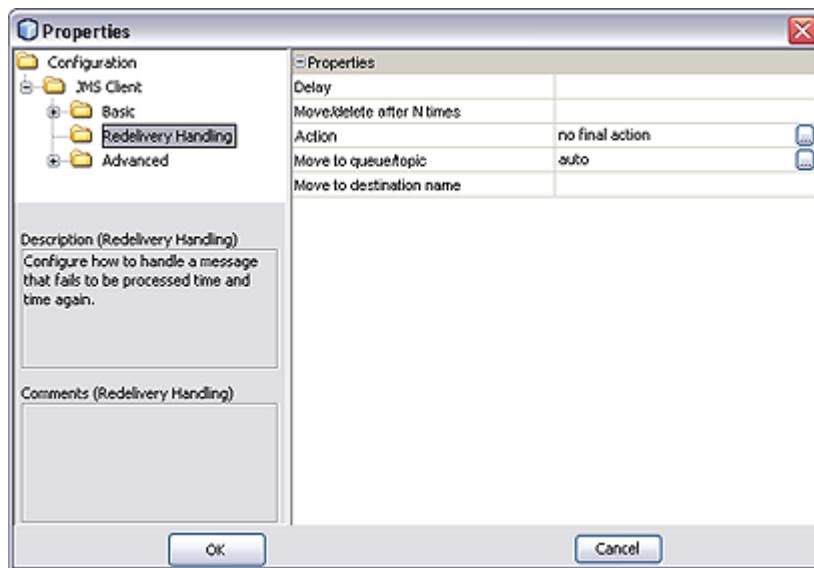 Properties
Configuration
JMS Client
Basic
Redelivery Handling
Advanced
Description (Redelivery Handling)
Configure how to handle a message
that fails to be processed time and
time again.
Comments (Redelivery Handling)
Properties
Delay
Move/delete after N times
Action no final action ...
Move to queue/topic auto ...
Move to destination name
OK Cancel